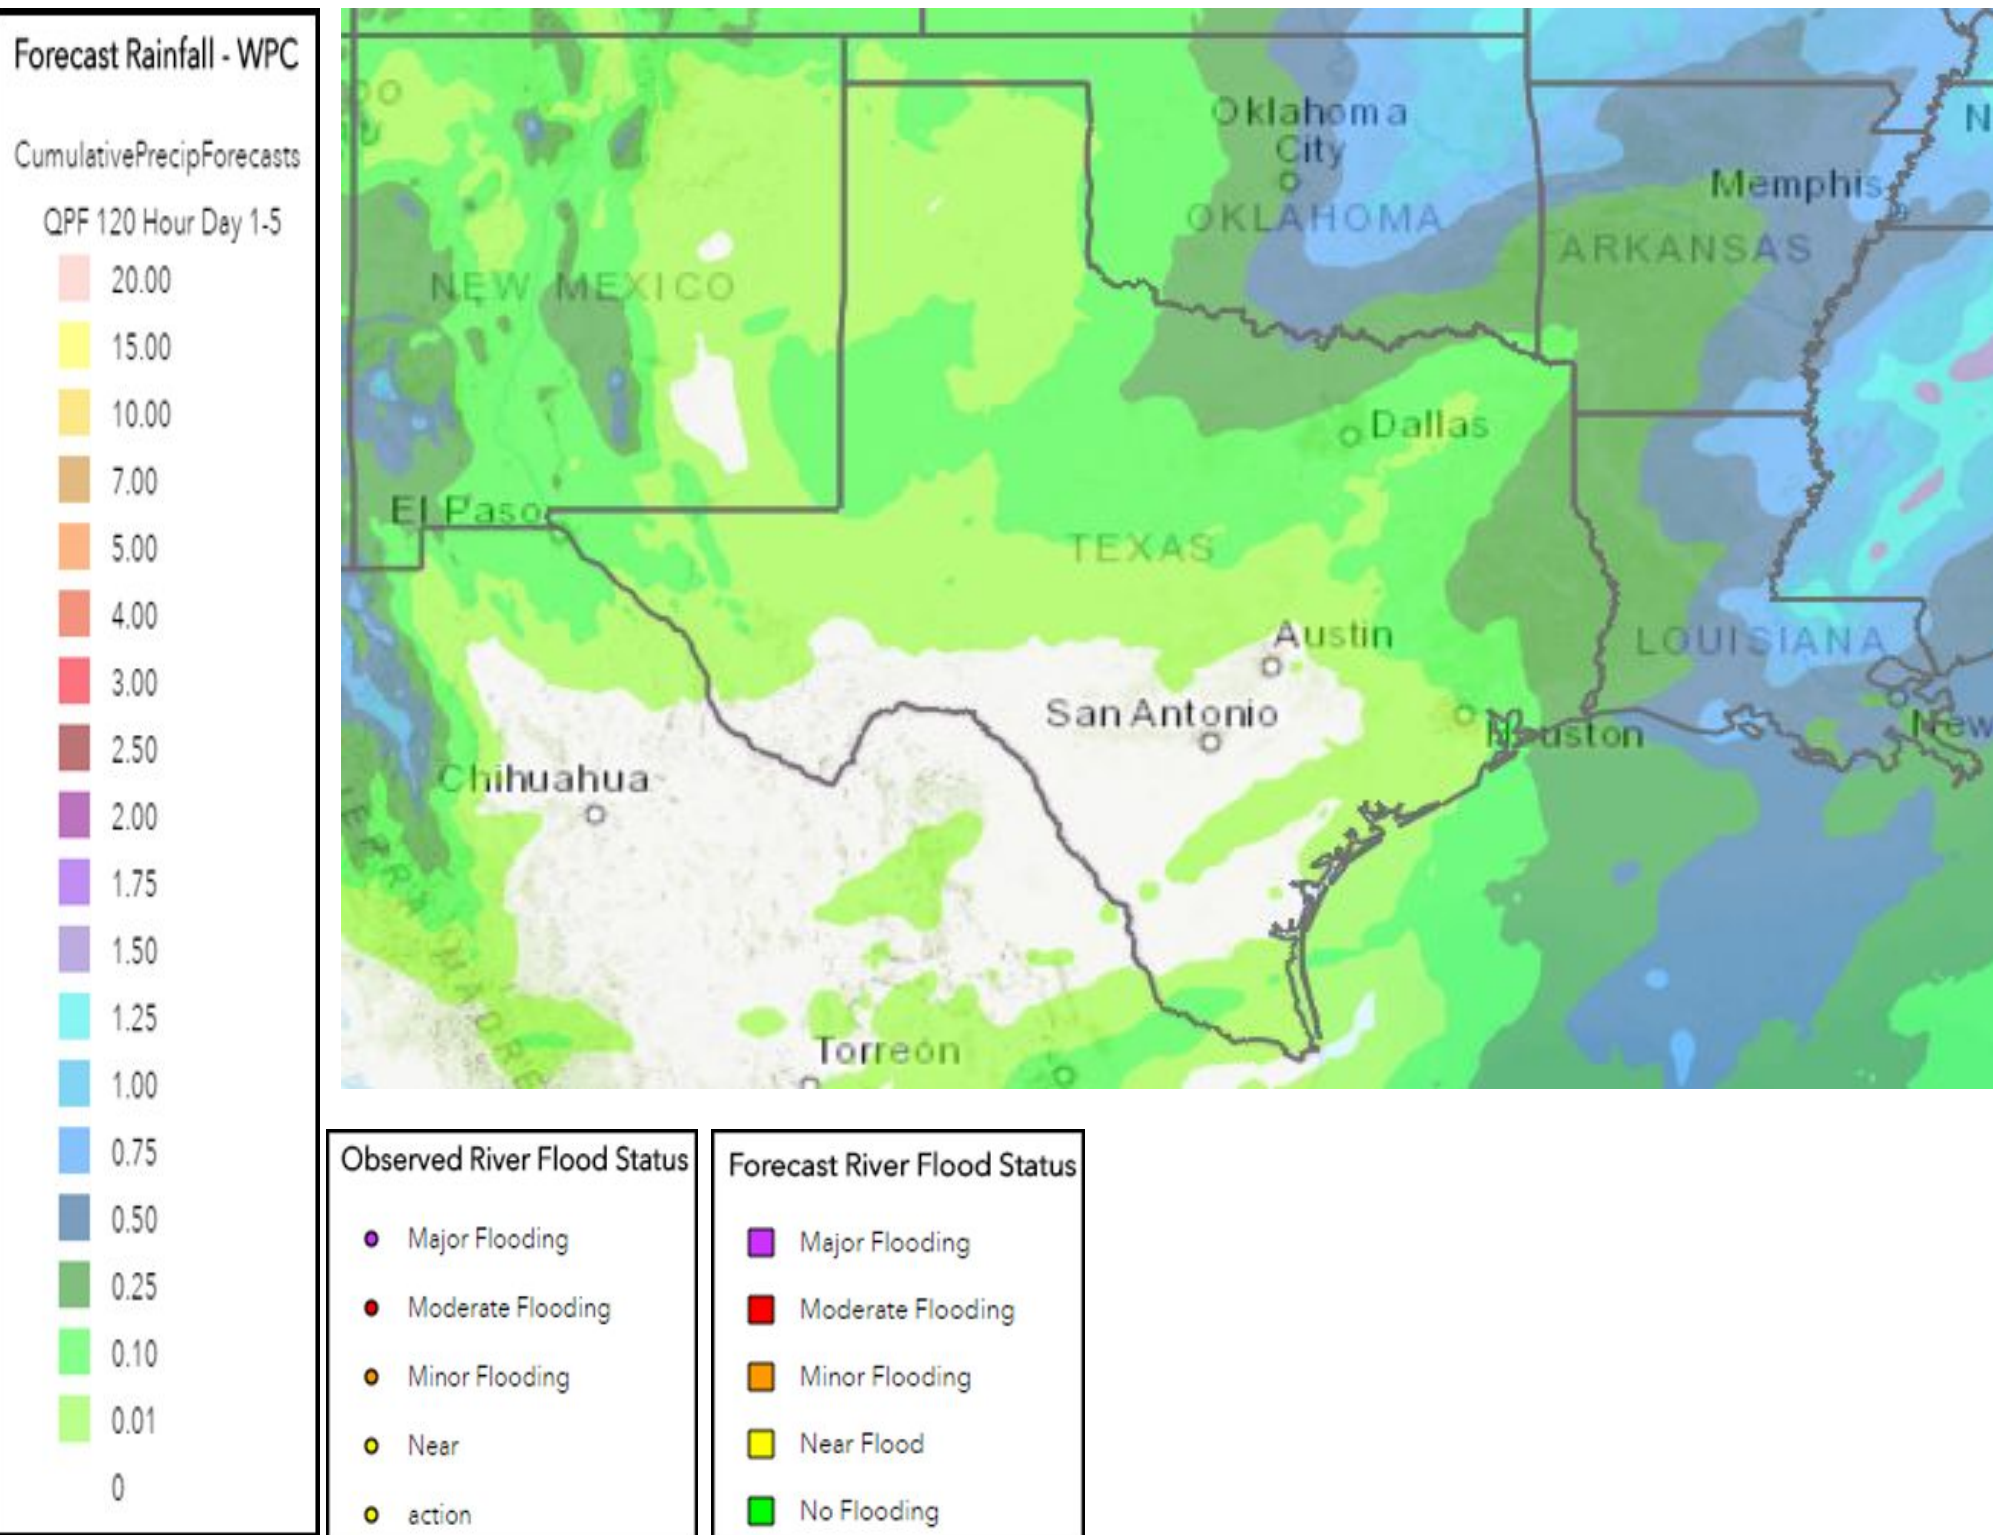 Forecast Rainfall - WPC
CumulativePrecipForecasts
QPF 120 Hour Day 1-5
20.00
15.00
10.00
7.00
5.00
4.00
3.00
2.50
2.00
1.75
1.50
1.25
1.00
0.75
0.50
0.25
0.10
0.01
0
Oklahoma
City
OKLAHOMA
Memphis
ARKANSAS
NEW MEXICO
Dallas
El Paso
TEXAS
Austin
LOUISIANA
San Antonio
New
Houston
Chihuahua
Torreón
Observed River Flood Status
Major Flooding
Moderate Flooding
Minor Flooding
Near
action
Forecast River Flood Status
Major Flooding
Moderate Flooding
Minor Flooding
Near Flood
No Flooding